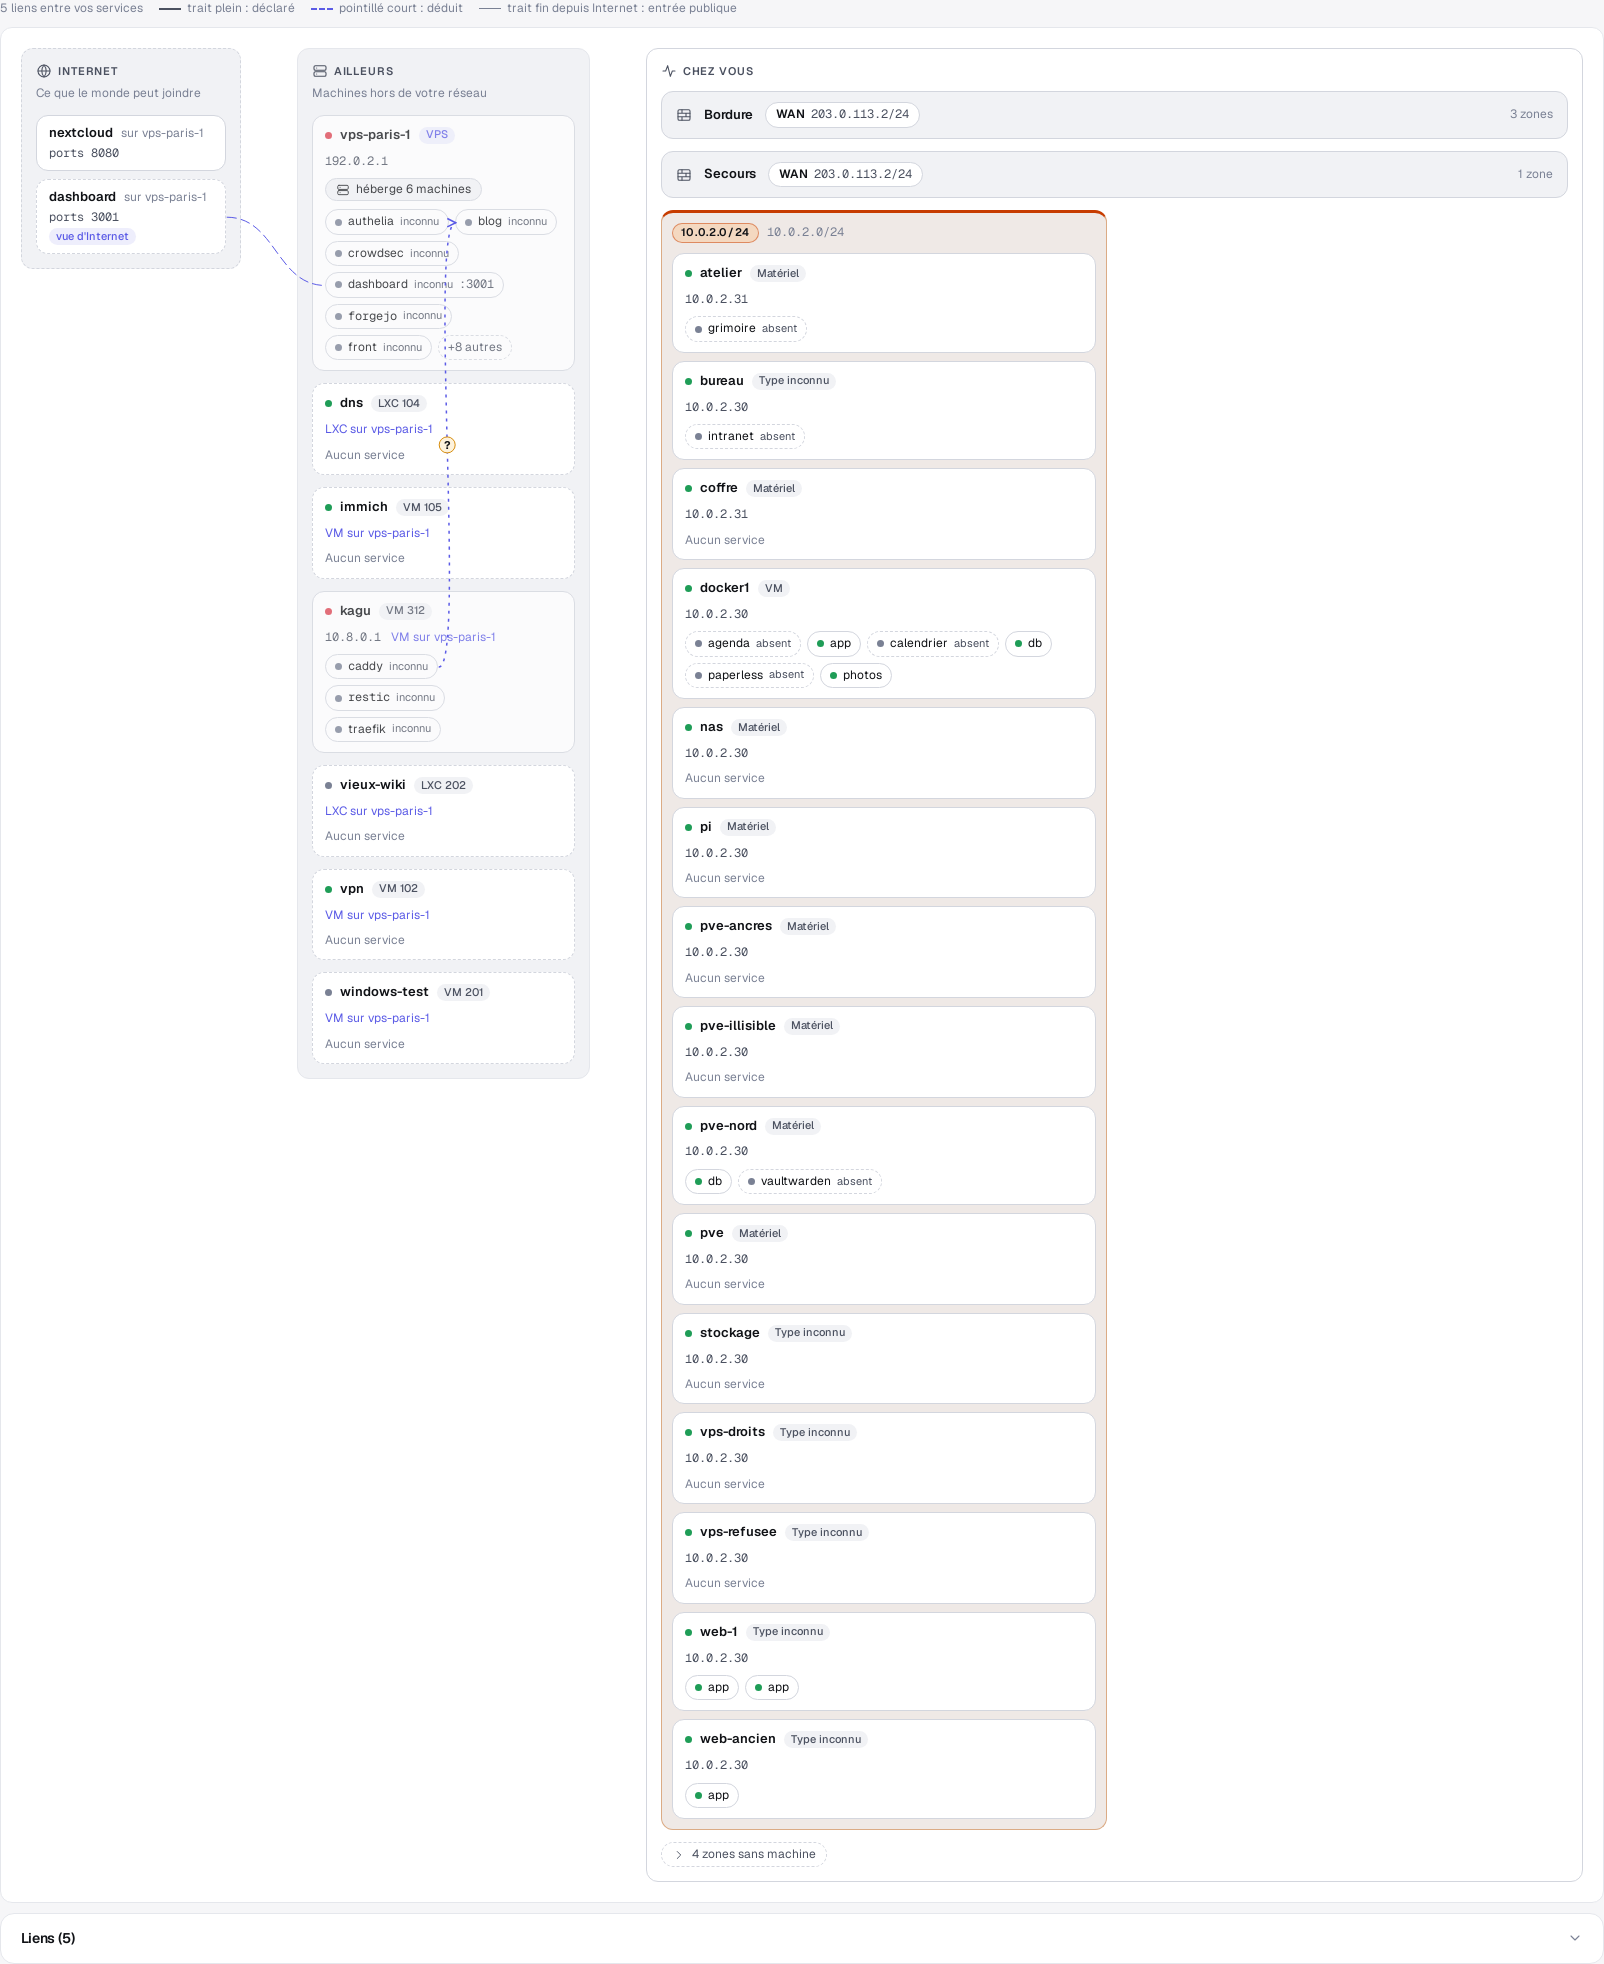 5 liens entre vos services
trait plein : déclaré
pointillé court : déduit
trait fin depuis Internet : entrée publique
INTERNET
Ce que le monde peut joindre
nextcloud sur vps-paris-1
ports 8080
dashboard sur vps-paris-1
ports 3001
vue d'Internet
AILLEURS
Machines hors de votre réseau
vps-paris-1 VPS
192.0.2.1
héberge 6 machines
authelia inconnu
blog inconnu
crowdsec inconnu
dashboard inconnu :3001
forgejo inconnu
front inconnu
+8 autres
dns LXC 104
LXC sur vps-paris-1
?
Aucun service
immich VM 105
VM sur vps-paris-1
Aucun service
kagu VM 312
10.8.0.1 VM sur vps-paris-1
caddy inconnu
restic inconnu
traefik inconnu
vieux-wiki LXC 202
LXC sur vps-paris-1
Aucun service
vpn VM 102
VM sur vps-paris-1
Aucun service
windows-test VM 201
VM sur vps-paris-1
Aucun service
CHEZ VOUS
Bordure WAN 203.0.113.2/24 3 zones
Secours WAN 203.0.113.2/24 1 zone
10.0.2.0/24 10.0.2.0/24
atelier Matériel
10.0.2.31
grimoire absent
bureau Type inconnu
10.0.2.30
intranet absent
coffre Matériel
10.0.2.31
Aucun service
docker1 VM
10.0.2.30
agenda absent
app
calendrier absent
db
paperless absent
photos
nas Matériel
10.0.2.30
Aucun service
pi Matériel
10.0.2.30
Aucun service
pve-ancres Matériel
10.0.2.30
Aucun service
pve-illisible Matériel
10.0.2.30
Aucun service
pve-nord Matériel
10.0.2.30
db
vaultwarden absent
pve Matériel
10.0.2.30
Aucun service
stockage Type inconnu
10.0.2.30
Aucun service
vps-droits Type inconnu
10.0.2.30
Aucun service
vps-refusee Type inconnu
10.0.2.30
Aucun service
web-1 Type inconnu
10.0.2.30
app
app
web-ancien Type inconnu
10.0.2.30
app
4 zones sans machine
Liens (5)